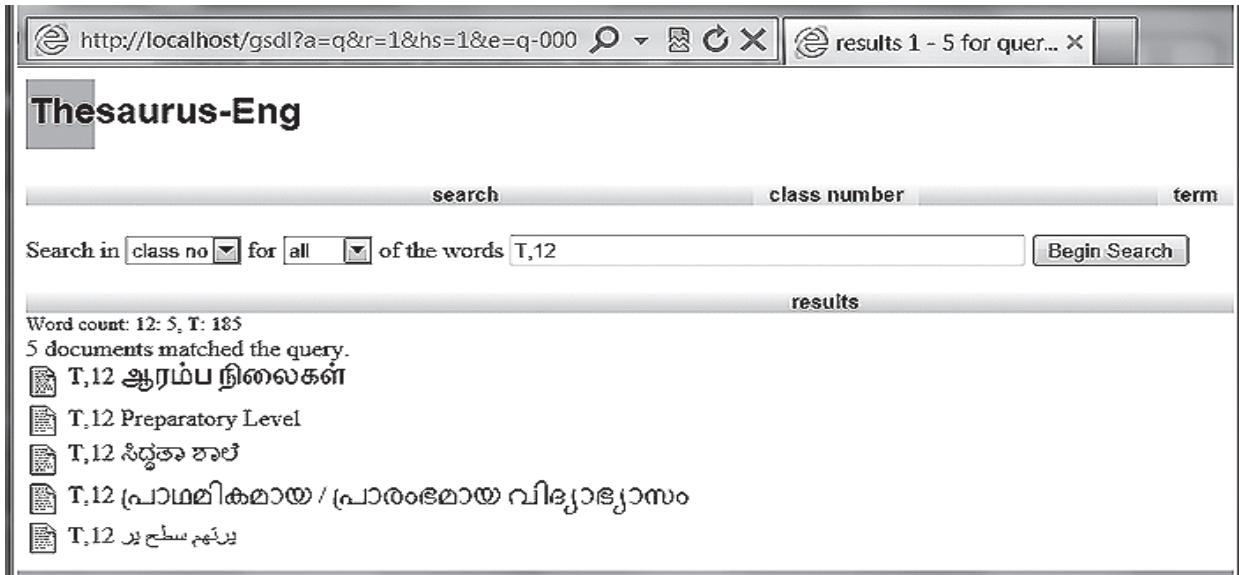 http://localhost/gsdl?a=q&r=1&hs=1&e=q-000 results 1 - 5 for quer...
Thesaurus-Eng
search class number term
Search in class no for all of the words T,12 Begin Search
results
Word count: 12: 5, T: 185
5 documents matched the query.
T,12 ஆரம்ப நிலைகள்
T,12 Preparatory Level
T,12 ಸಿದ್ಧತಾ ಶಾಲೆ
T,12 പ്രാഥമികമായ / പ്രാരംഭമായ വിദ്യാഭ്യാസം
T,12 سطح پر